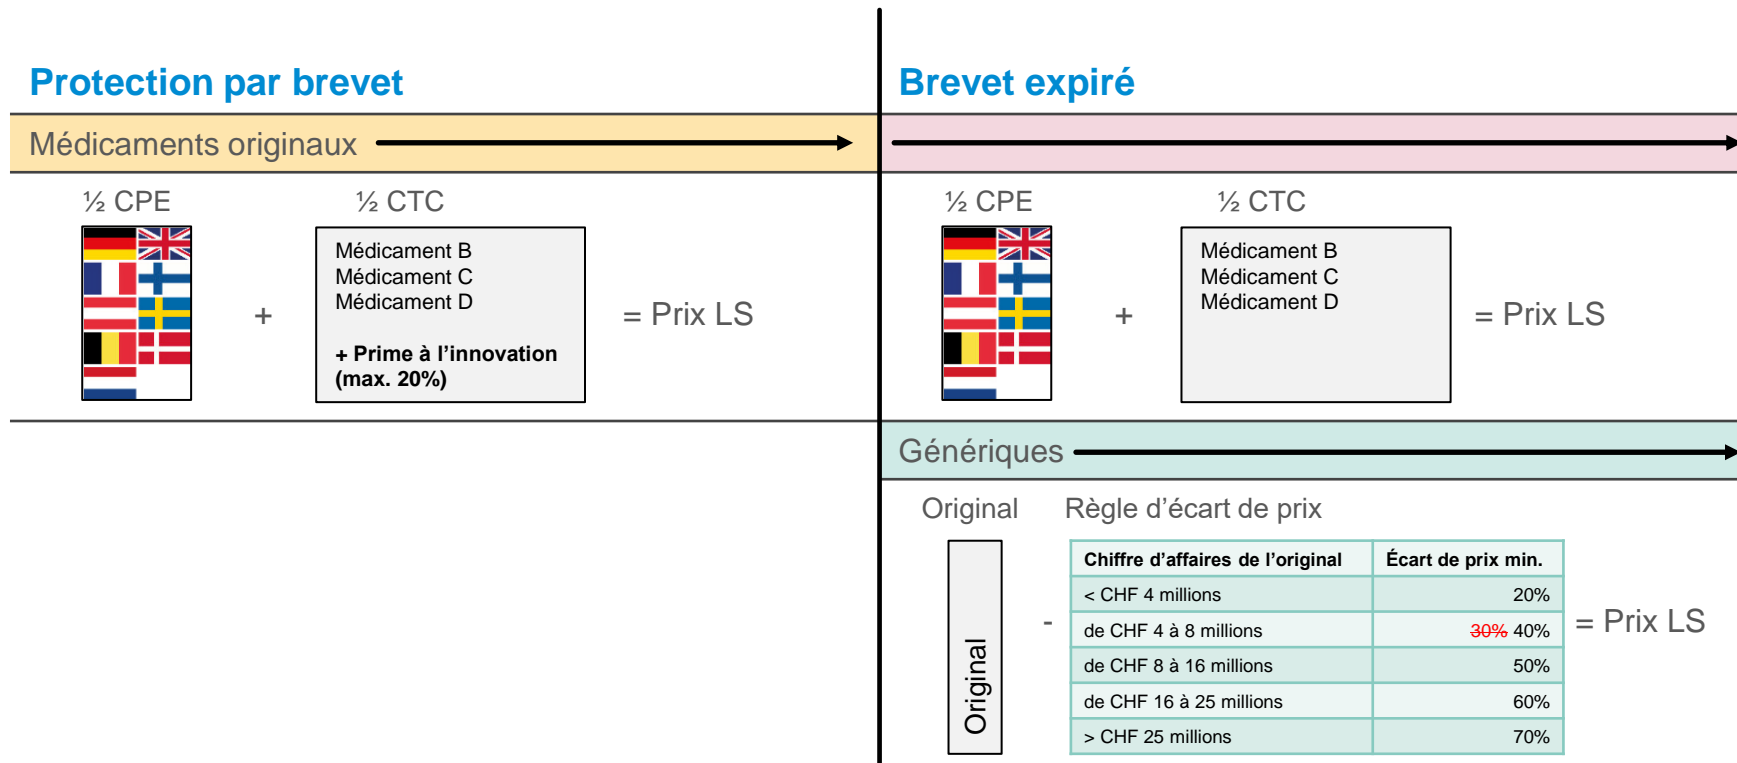 Protection par brevet
Médicaments originaux
½ CPE
½ CTC
Médicament B
Médicament C
Médicament D
+
= Prix LS
+ Prime à l’innovation
(max. 20%)
Brevet expiré
½ CPE
½ CTC
Médicament B
Médicament C
Médicament D
+
= Prix LS
Génériques
Original
Règle d’écart de prix
Original
-
Chiffre d’affaires de l’original Écart de prix min.
< CHF 4 millions 20%
de CHF 4 à 8 millions 30% 40%
de CHF 8 à 16 millions 50%
de CHF 16 à 25 millions 60%
> CHF 25 millions 70%
= Prix LS